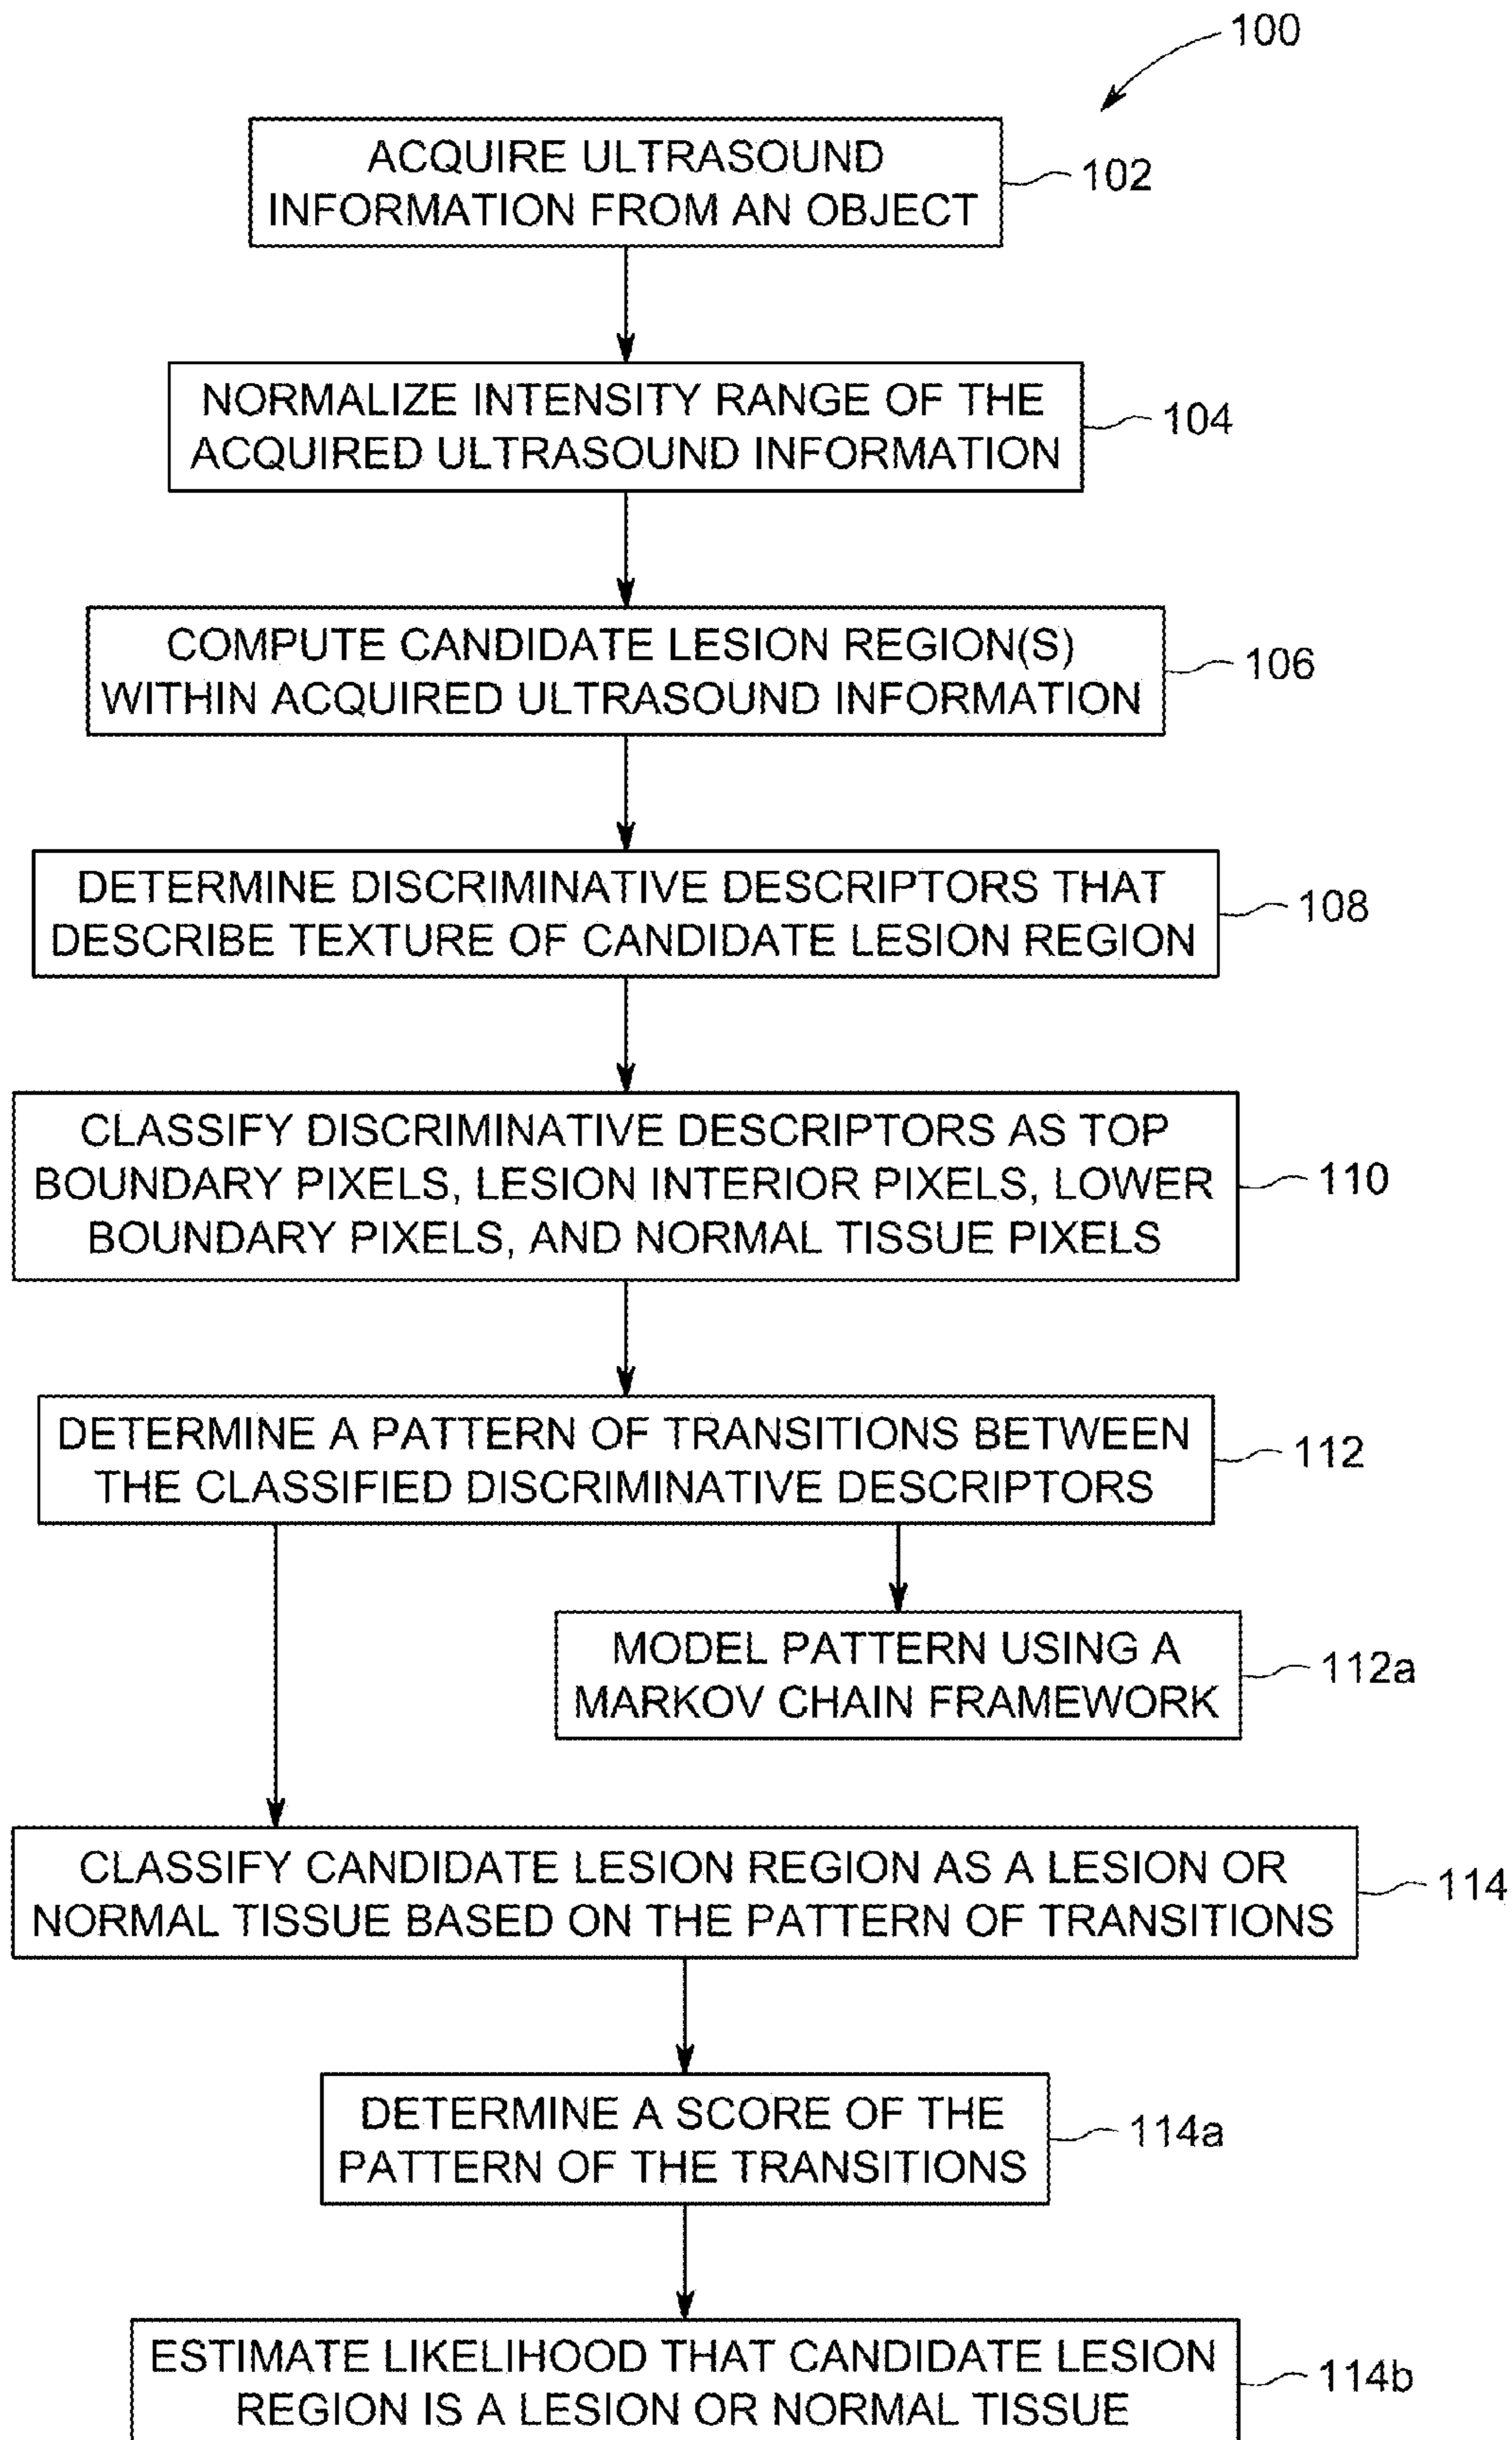 100
ACQUIRE ULTRASOUND
INFORMATION FROM AN OBJECT
102
NORMALIZE INTENSITY RANGE OF THE
ACQUIRED ULTRASOUND INFORMATION
104
COMPUTE CANDIDATE LESION REGION(S)
WITHIN ACQUIRED ULTRASOUND INFORMATION
106
DETERMINE DISCRIMINATIVE DESCRIPTORS THAT
DESCRIBE TEXTURE OF CANDIDATE LESION REGION
108
CLASSIFY DISCRIMINATIVE DESCRIPTORS AS TOP
BOUNDARY PIXELS, LESION INTERIOR PIXELS, LOWER
BOUNDARY PIXELS, AND NORMAL TISSUE PIXELS
110
DETERMINE A PATTERN OF TRANSITIONS BETWEEN
THE CLASSIFIED DISCRIMINATIVE DESCRIPTORS
112
MODEL PATTERN USING A
MARKOV CHAIN FRAMEWORK
112a
CLASSIFY CANDIDATE LESION REGION AS A LESION OR
NORMAL TISSUE BASED ON THE PATTERN OF TRANSITIONS
114
DETERMINE A SCORE OF THE
PATTERN OF THE TRANSITIONS
114a
ESTIMATE LIKELIHOOD THAT CANDIDATE LESION
REGION IS A LESION OR NORMAL TISSUE
114b